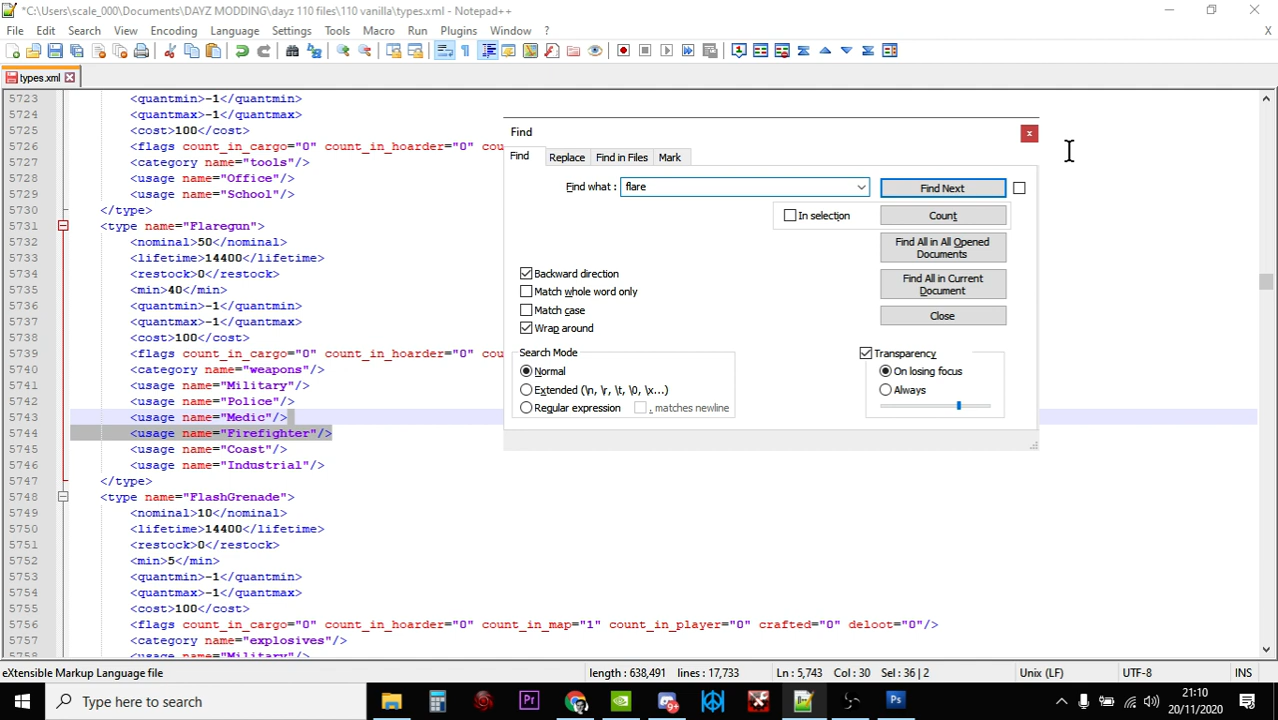 *C:\Users\scale_000\Documents\DAYZ MODDING\dayz 110 files\110 vanilla\types.xml - Notepad++
File Edit Search View Encoding Language Settings Tools Macro Run Plugins Window ? X
types.xml
5723 <quantmin>-1</quantmin>
5724 <quantmax>-1</quantmax>
5725 <cost>100</cost>
5726 <flags count_in_cargo="0" count_in_hoarder="0" cou
5727 <category name="tools"/>
5728 <usage name="Office"/>
5729 <usage name="School"/>
5730 </type>
5731 <type name="Flaregun">
5732 <nominal>50</nominal>
5733 <lifetime>14400</lifetime>
5734 <restock>0</restock>
5735 <min>40</min>
5736 <quantmin>-1</quantmin>
5737 <quantmax>-1</quantmax>
5738 <cost>100</cost>
5739 <flags count_in_cargo="0" count_in_hoarder="0" cou
5740 <category name="weapons"/>
5741 <usage name="Military"/>
5742 <usage name="Police"/>
5743 <usage name="Medic"/>
5744 <usage name="Firefighter"/>
5745 <usage name="Coast"/>
5746 <usage name="Industrial"/>
5747 </type>
5748 <type name="FlashGrenade">
5749 <nominal>10</nominal>
5750 <lifetime>14400</lifetime>
5751 <restock>0</restock>
5752 <min>5</min>
5753 <quantmin>-1</quantmin>
5754 <quantmax>-1</quantmax>
5755 <cost>100</cost>
5756 <flags count_in_cargo="0" count_in_hoarder="0" count_in_map="1" count_in_player="0" crafted="0" deloot="0"/>
5757 <category name="explosives"/>
5758 <usage name="Military"/>
Find
Find Replace Find in Files Mark
Find what : flare
Find Next
In selection
Count
Find All in All Opened
Documents
Find All in Current
Document
Close
Backward direction
Match whole word only
Match case
Wrap around
Search Mode
Normal
Extended (\n, \r, \t, \0, \x...)
Regular expression
. matches newline
Transparency
On losing focus
Always
eXtensible Markup Language file length : 638,491 lines : 17,733 Ln : 5,743 Col : 30 Sel : 36 | 2 Unix (LF) UTF-8 INS
Type here to search
Pr
Ps
21:10
20/11/2020